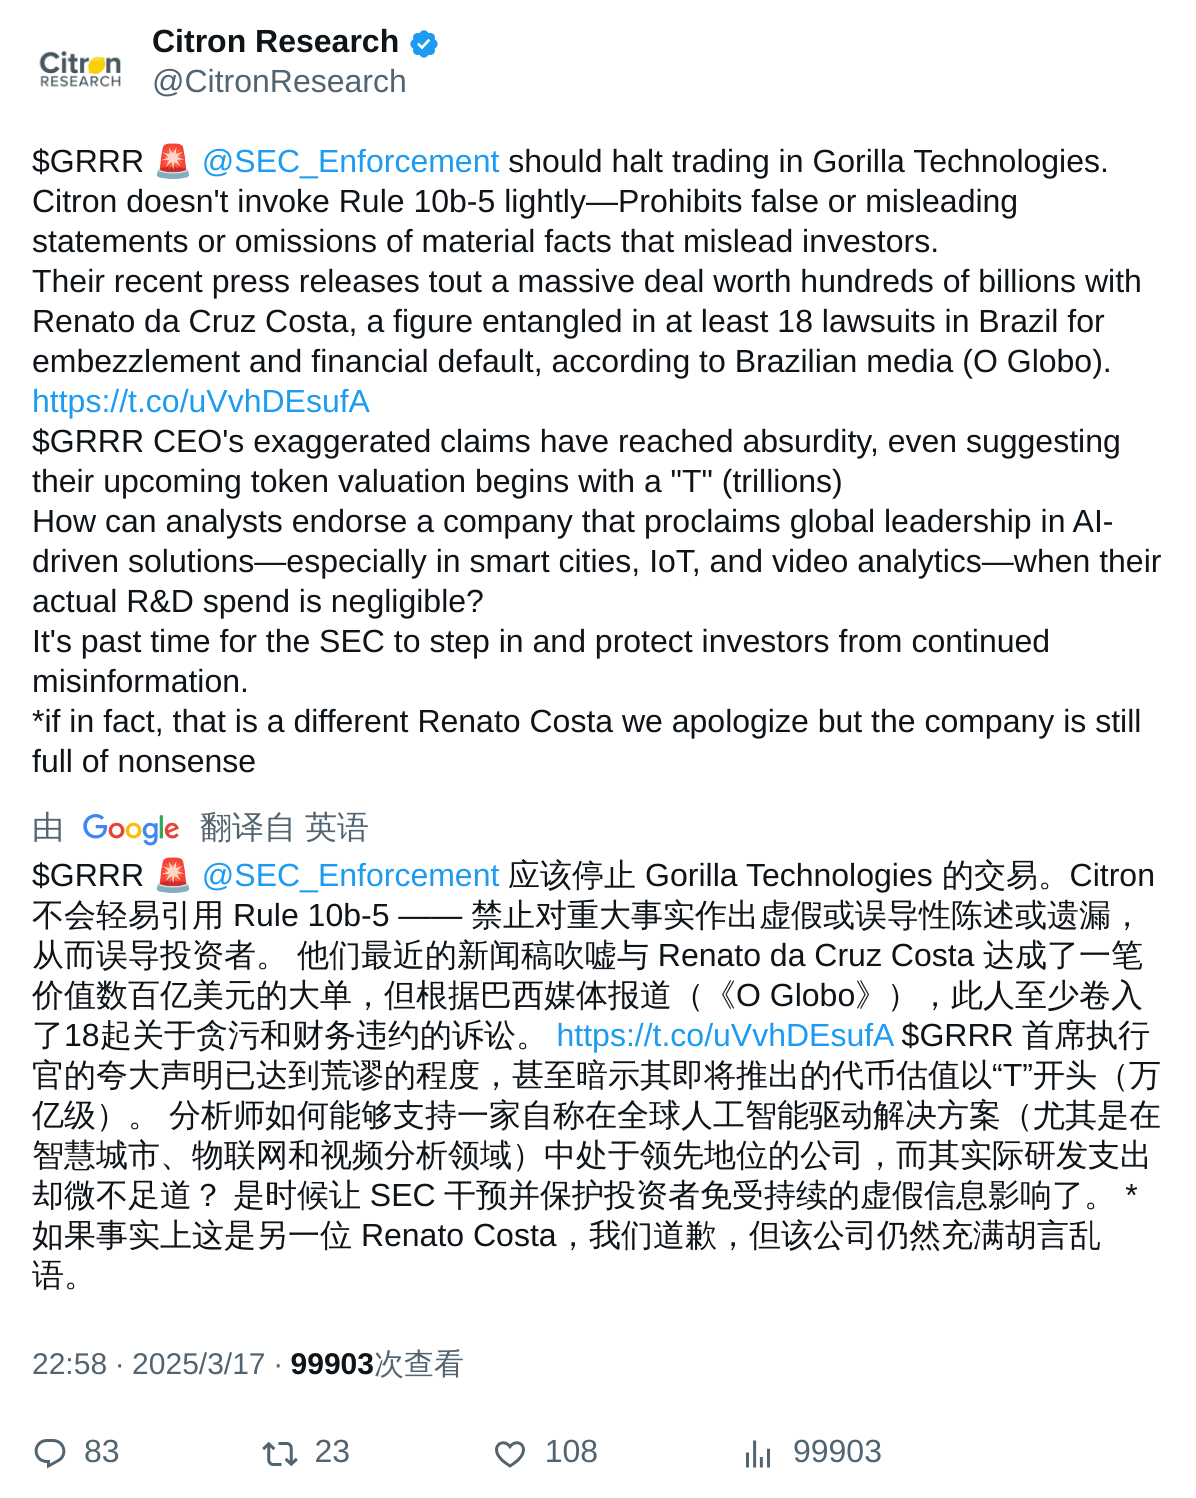 Citron
RESEARCH
Citron Research
@CitronResearch
$GRRR 🚨 @SEC_Enforcement should halt trading in Gorilla Technologies.
Citron doesn't invoke Rule 10b-5 lightly—Prohibits false or misleading
statements or omissions of material facts that mislead investors.
Their recent press releases tout a massive deal worth hundreds of billions with
Renato da Cruz Costa, a figure entangled in at least 18 lawsuits in Brazil for
embezzlement and financial default, according to Brazilian media (O Globo).
https://t.co/uVvhDEsufA
$GRRR CEO's exaggerated claims have reached absurdity, even suggesting
their upcoming token valuation begins with a "T" (trillions)
How can analysts endorse a company that proclaims global leadership in AI-
driven solutions—especially in smart cities, IoT, and video analytics—when their
actual R&D spend is negligible?
It's past time for the SEC to step in and protect investors from continued
misinformation.
*if in fact, that is a different Renato Costa we apologize but the company is still
full of nonsense
由 Google 翻译自 英语
$GRRR 🚨 @SEC_Enforcement 应该停止 Gorilla Technologies 的交易。Citron
不会轻易引用 Rule 10b-5 —— 禁止对重大事实作出虚假或误导性陈述或遗漏，
从而误导投资者。 他们最近的新闻稿吹嘘与 Renato da Cruz Costa 达成了一笔
价值数百亿美元的大单，但根据巴西媒体报道（《O Globo》），此人至少卷入
了18起关于贪污和财务违约的诉讼。 https://t.co/uVvhDEsufA $GRRR 首席执行
官的夸大声明已达到荒谬的程度，甚至暗示其即将推出的代币估值以“T”开头（万
亿级）。 分析师如何能够支持一家自称在全球人工智能驱动解决方案（尤其是在
智慧城市、物联网和视频分析领域）中处于领先地位的公司，而其实际研发支出
却微不足道？ 是时候让 SEC 干预并保护投资者免受持续的虚假信息影响了。 *
如果事实上这是另一位 Renato Costa，我们道歉，但该公司仍然充满胡言乱
语。
22:58 · 2025/3/17 · 99903次查看
83 23 108 99903